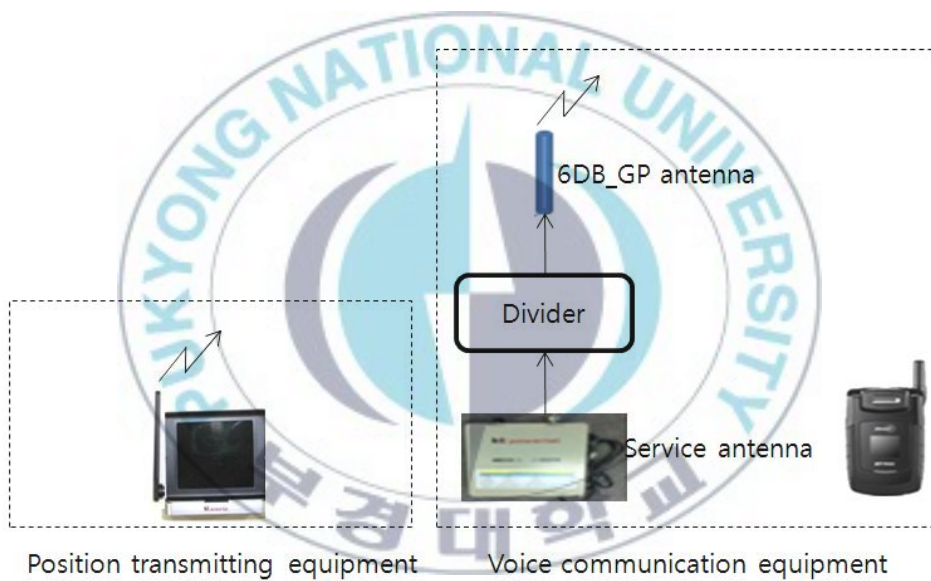 PUKYONG NATIONAL UNIVERSITY
6DB_GP antenna
Divider
Service antenna
부경대학교
Position transmitting equipment
Voice communication equipment